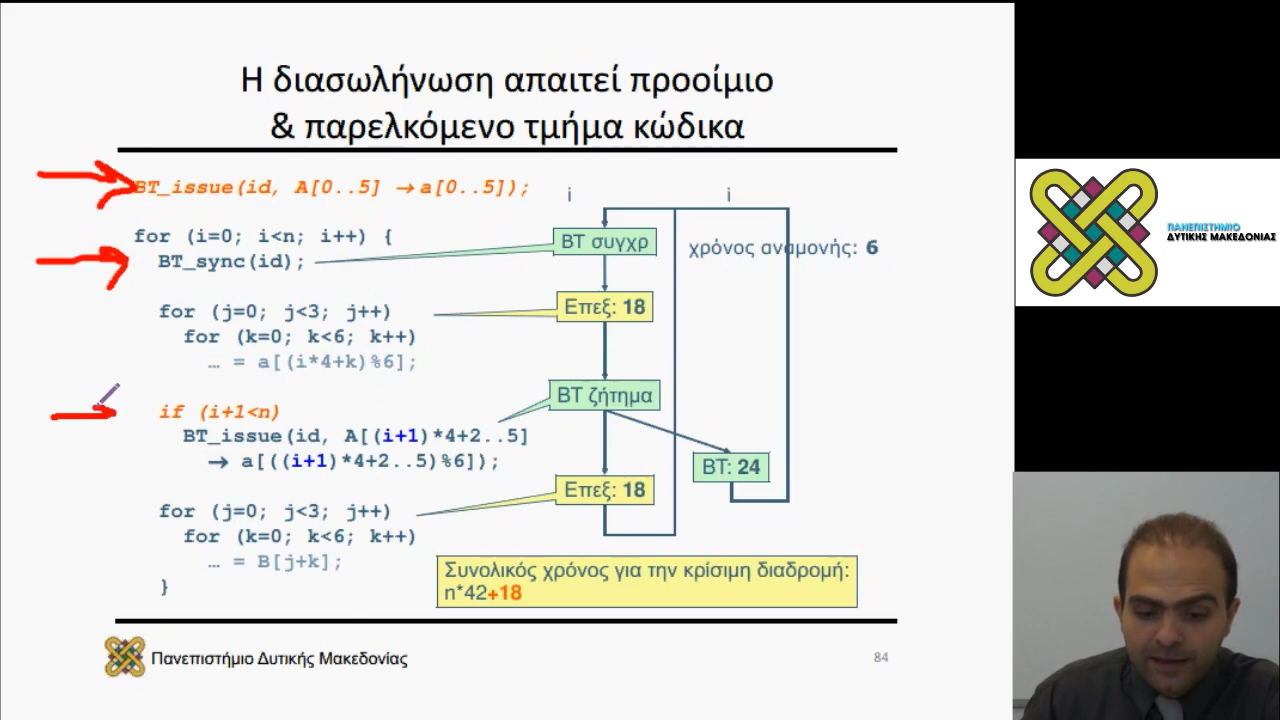 Η διασωλήνωση απαιτεί προοίμιο
& παρελκόμενο τμήμα κώδικα
BT_issue(id, A[0..5] → a[0..5]);
for (i=0; i<n; i++) {
BT_sync(id);
for (j=0; j<3; j++)
for (k=0; k<6; k++)
… = a[(i*4+k)%6];
if (i+1<n)
BT_issue(id, A[(i+1)*4+2..5]
→ a[((i+1)*4+2..5)%6]);
for (j=0; j<3; j++)
for (k=0; k<6; k++)
… = B[j+k];
}
i
i
BT συγχρ
χρόνος αναμονής: 6
Επεξ: 18
BT ζήτημα
BT: 24
Επεξ: 18
Συνολικός χρόνος για την κρίσιμη διαδρομή:
n*42+18
Πανεπιστήμιο Δυτικής Μακεδονίας
84
ΠΑΝΕΠΙΣΤΗΜΙΟ
ΔΥΤΙΚΗΣ ΜΑΚΕΔΟΝΙΑΣ